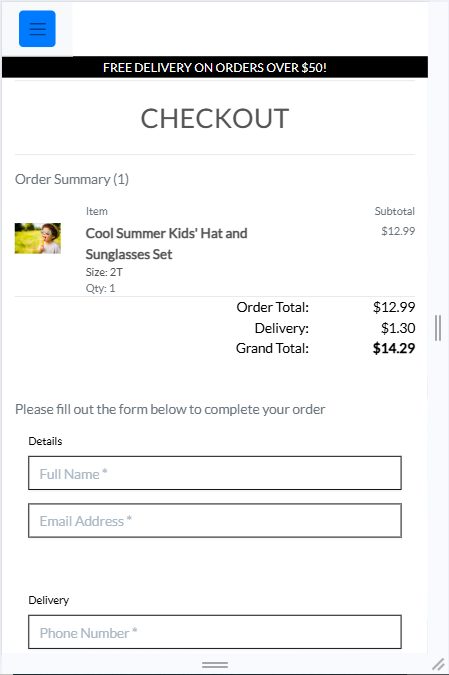 FREE DELIVERY ON ORDERS OVER $50!
CHECKOUT
Order Summary (1)
Item Subtotal
Cool Summer Kids' Hat and $12.99
Sunglasses Set
Size: 2T
Qty: 1
Order Total: $12.99
Delivery: $1.30
Grand Total: $14.29
Please fill out the form below to complete your order
Details
Full Name *
Email Address *
Delivery
Phone Number *